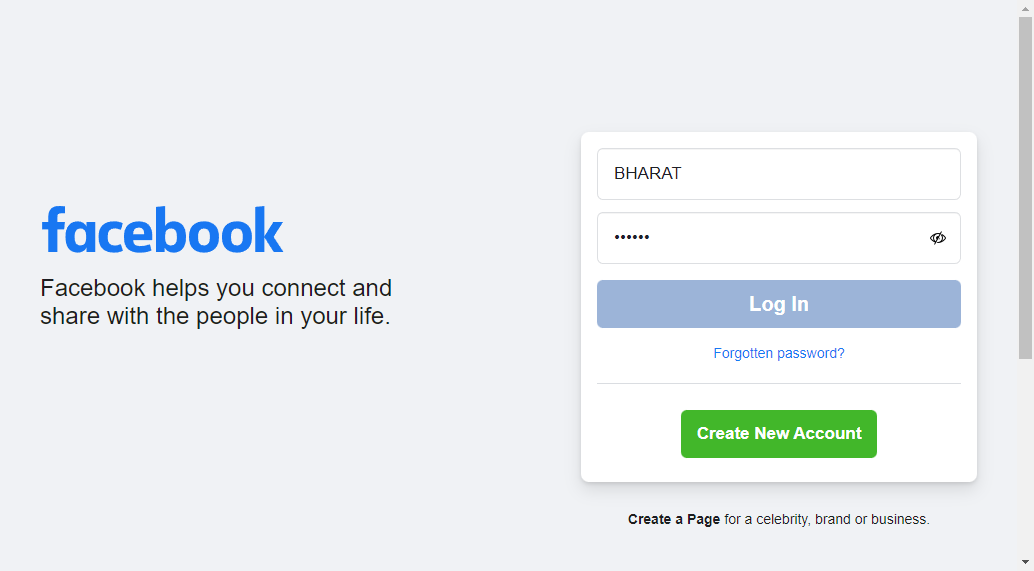 facebook
Facebook helps you connect and
share with the people in your life.
BHARAT
••••••
Log In
Forgotten password?
Create New Account
Create a Page for a celebrity, brand or business.